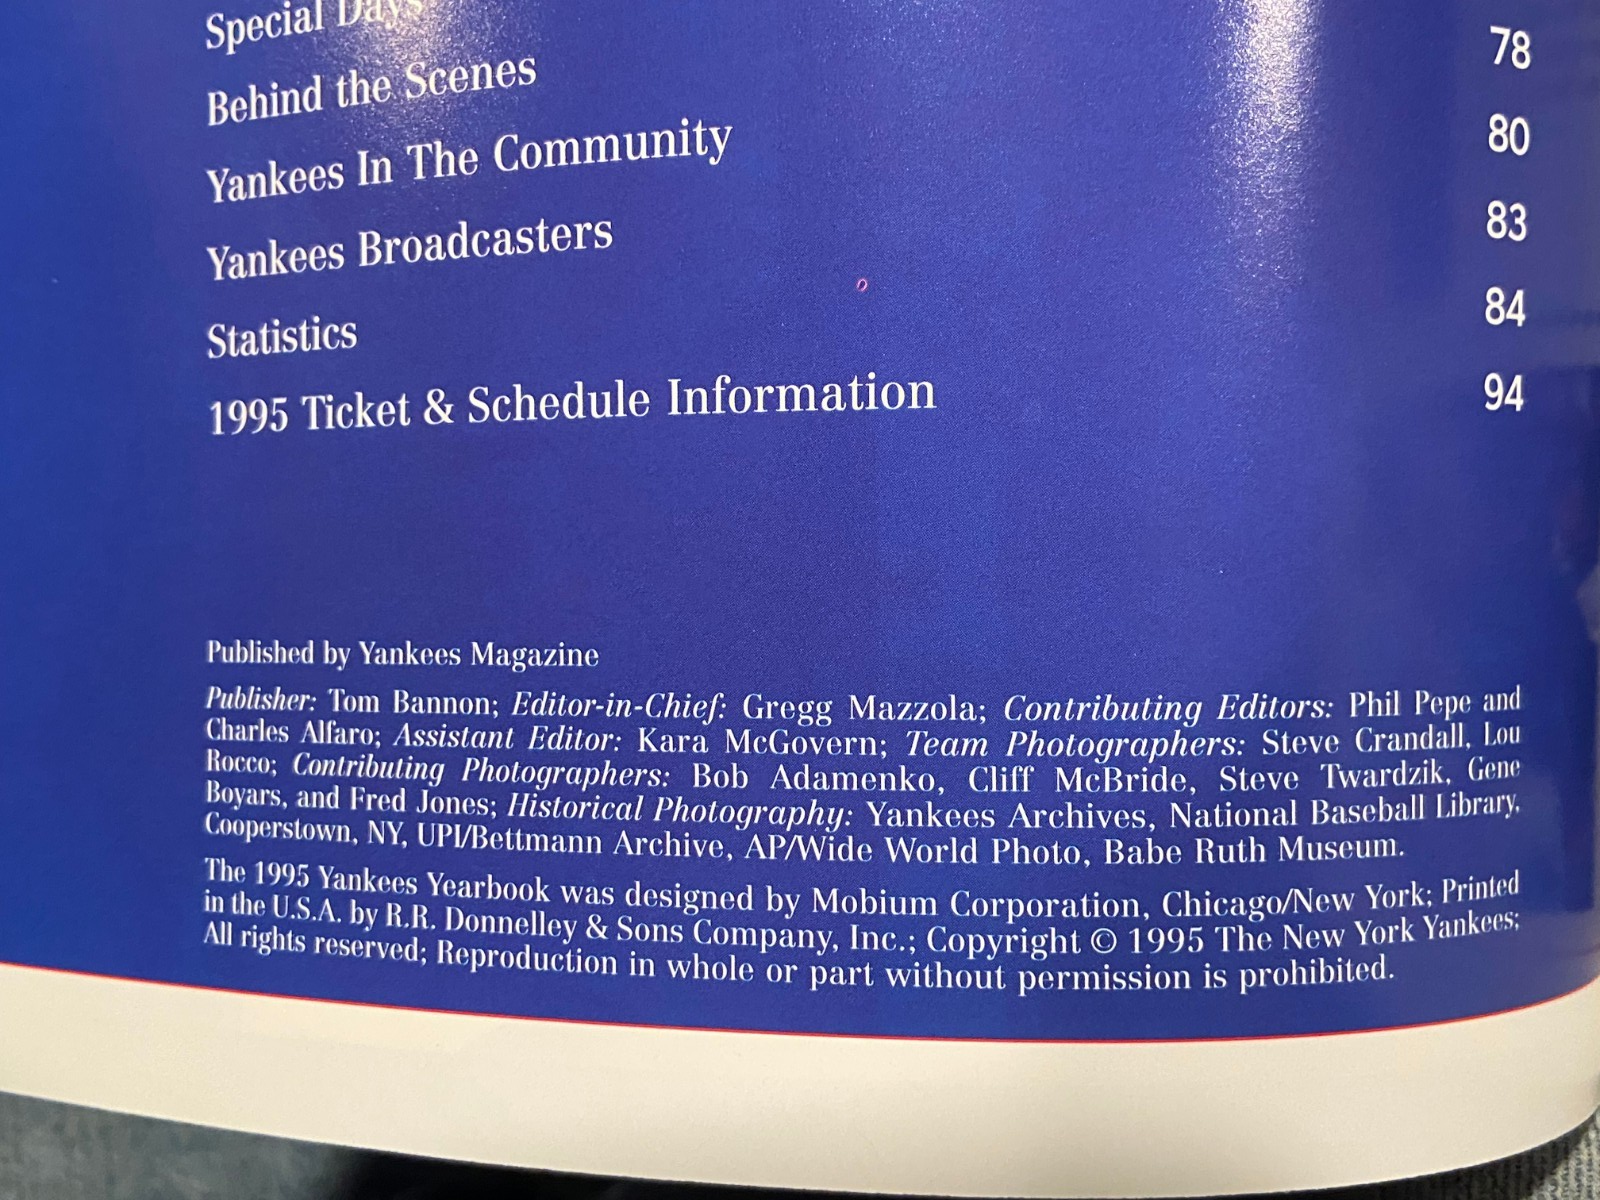 Special Days
Behind the Scenes 78
Yankees In The Community 80
Yankees Broadcasters 83
Statistics 84
1995 Ticket & Schedule Information 94
Published by Yankees Magazine
Publisher: Tom Bannon; Editor-in-Chief: Gregg Mazzola; Contributing Editors: Phil Pepe and
Charles Alfaro; Assistant Editor: Kara McGovern; Team Photographers: Steve Crandall, Lou
Rocco; Contributing Photographers: Bob Adamenko, Cliff McBride, Steve Twardzik, Gene
Boyars, and Fred Jones; Historical Photography: Yankees Archives, National Baseball Library,
Cooperstown, NY, UPI/Bettmann Archive, AP/Wide World Photo, Babe Ruth Museum.
The 1995 Yankees Yearbook was designed by Mobium Corporation, Chicago/New York; Printed
in the U.S.A. by R.R. Donnelley & Sons Company, Inc.; Copyright © 1995 The New York Yankees;
All rights reserved; Reproduction in whole or part without permission is prohibited.